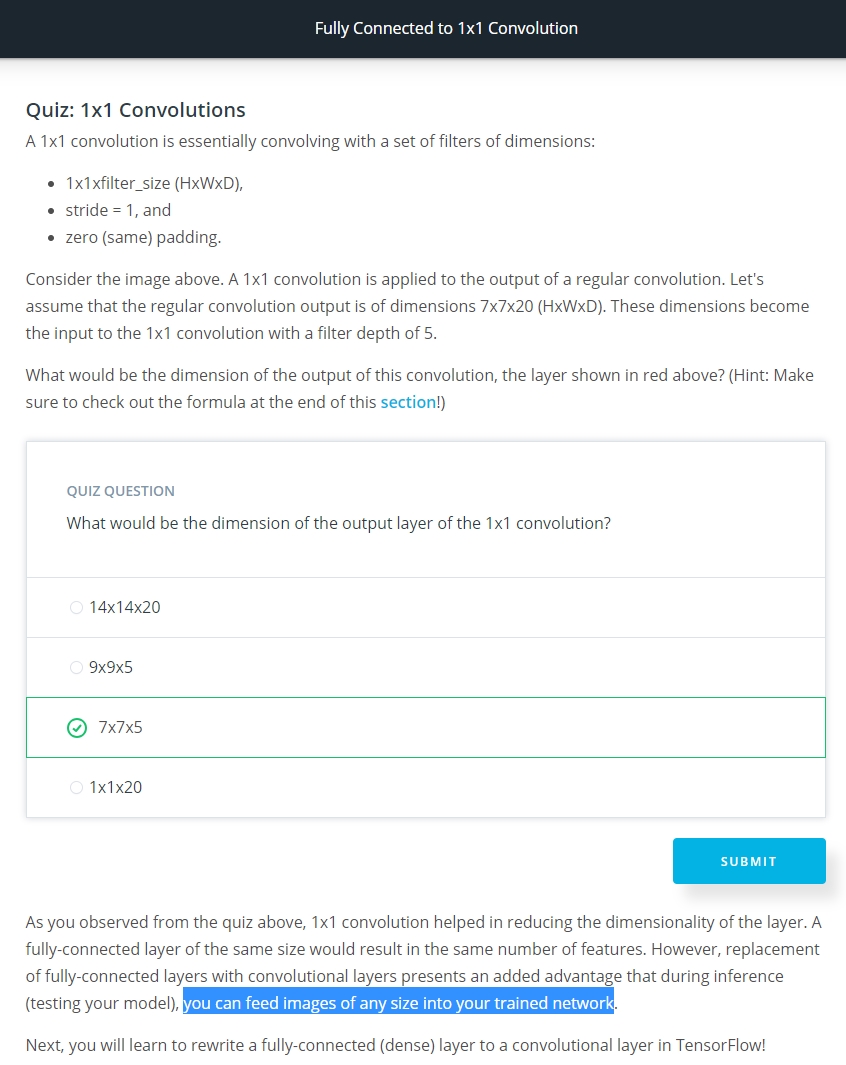 Fully Connected to 1x1 Convolution
Quiz: 1x1 Convolutions
A 1x1 convolution is essentially convolving with a set of filters of dimensions:
1x1xfilter_size (HxWxD),
stride = 1, and
zero (same) padding.
Consider the image above. A 1x1 convolution is applied to the output of a regular convolution. Let's
assume that the regular convolution output is of dimensions 7x7x20 (HxWxD). These dimensions become
the input to the 1x1 convolution with a filter depth of 5.
What would be the dimension of the output of this convolution, the layer shown in red above? (Hint: Make
sure to check out the formula at the end of this section!)
QUIZ QUESTION
What would be the dimension of the output layer of the 1x1 convolution?
14x14x20
9x9x5
7x7x5
1x1x20
SUBMIT
As you observed from the quiz above, 1x1 convolution helped in reducing the dimensionality of the layer. A
fully-connected layer of the same size would result in the same number of features. However, replacement
of fully-connected layers with convolutional layers presents an added advantage that during inference
(testing your model), you can feed images of any size into your trained network.
Next, you will learn to rewrite a fully-connected (dense) layer to a convolutional layer in TensorFlow!